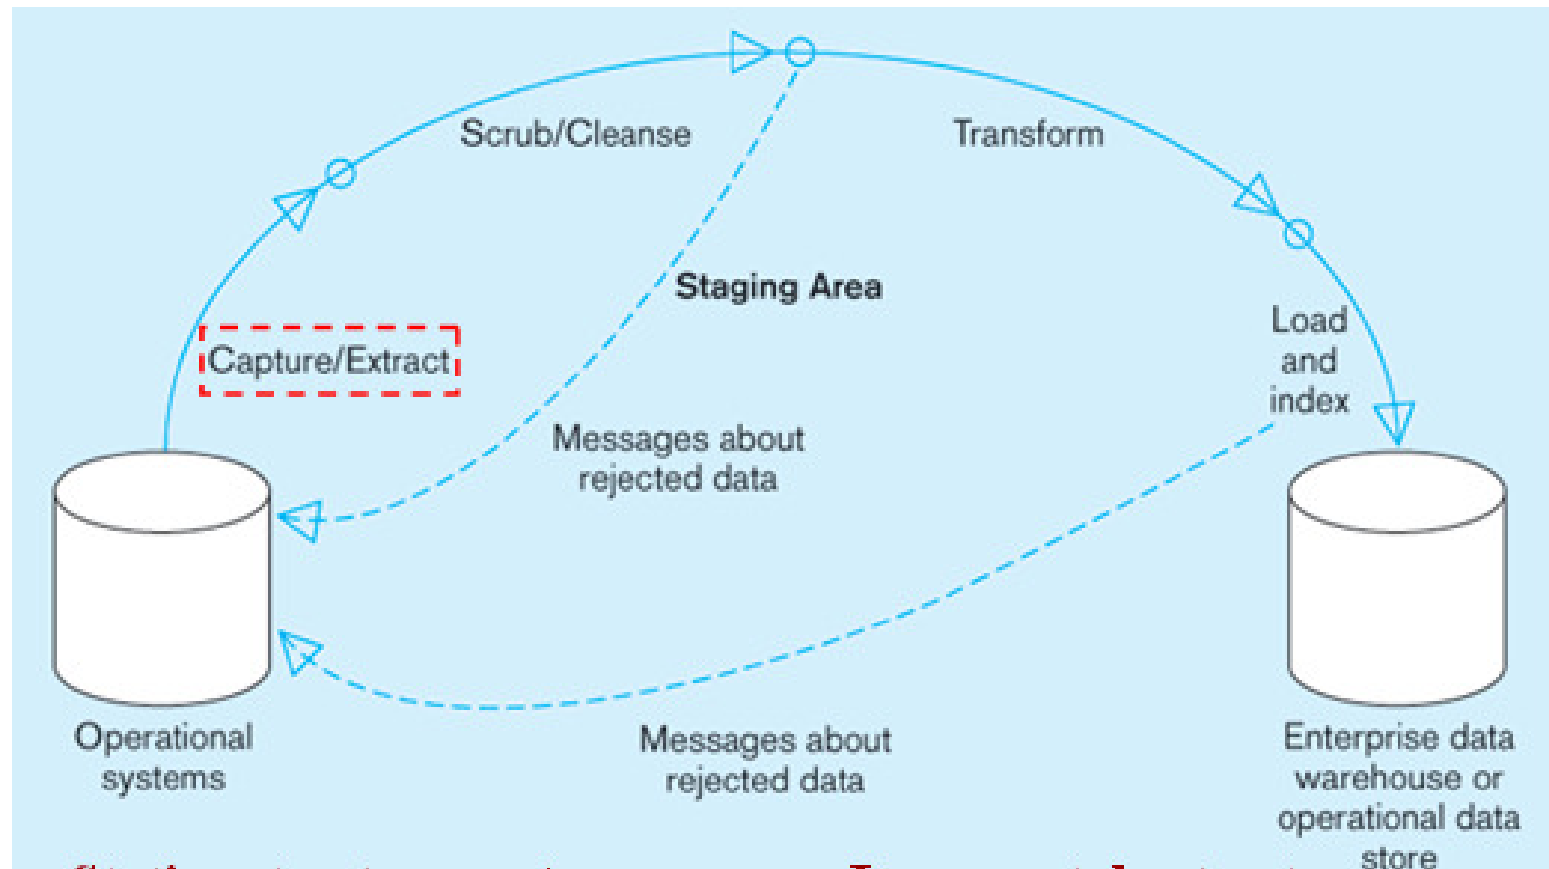 Scrub/Cleanse
Transform
Staging Area
Load
and
index
Capture/Extract
Messages about
rejected data
Operational
systems
Messages about
rejected data
Enterprise data
warehouse or
operational data
store